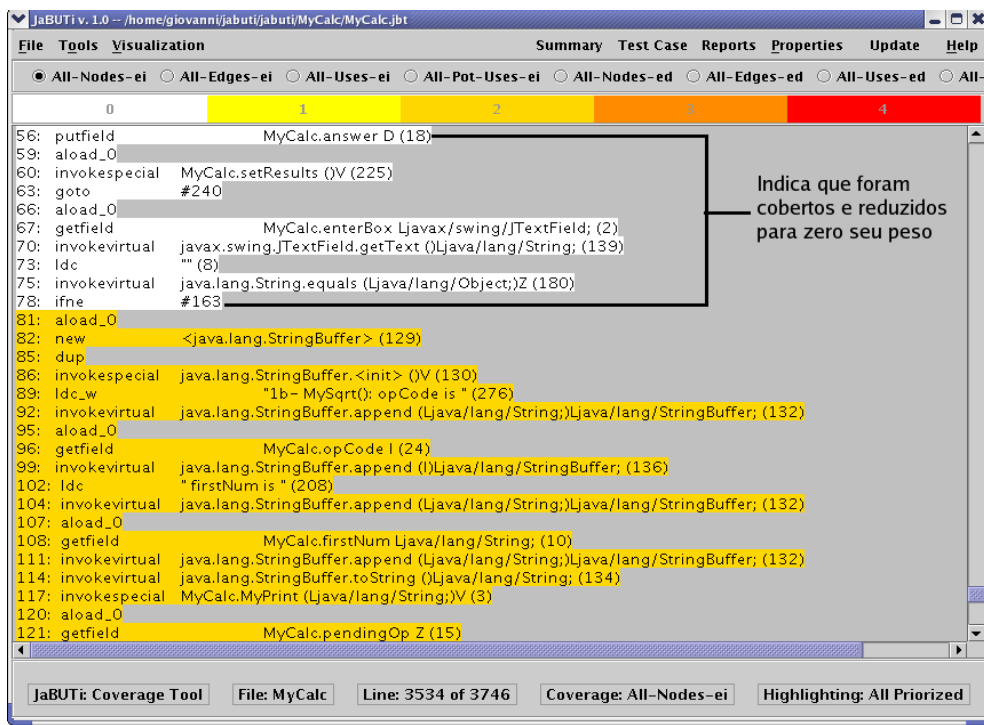 JaBUTi v. 1.0 -- /home/giovanni/jabuti/jabuti/MyCalc/MyCalc.jbt
File Tools Visualization Summary Test Case Reports Properties Update Help
All-Nodes-ei All-Edges-ei All-Uses-ei All-Pot-Uses-ei All-Nodes-ed All-Edges-ed All-Uses-ed All-
0 1 2 3 4
56: putfield MyCalc.answer D (18)
59: aload_0
60: invokespecial MyCalc.setResults ()V (225)
63: goto #240
66: aload_0
67: getfield MyCalc.enterBox Ljavax/swing/JTextField; (2)
70: invokevirtual javax.swing.JTextField.getText ()Ljava/lang/String; (139)
73: ldc "" (8)
75: invokevirtual java.lang.String.equals (Ljava/lang/Object;)Z (180)
78: ifne #163
Indica que foram
cobertos e reduzidos
para zero seu peso
81: aload_0
82: new <java.lang.StringBuffer> (129)
85: dup
86: invokespecial java.lang.StringBuffer.<init> ()V (130)
89: ldc_w "1b- MySqrt(): opCode is " (276)
92: invokevirtual java.lang.StringBuffer.append (Ljava/lang/String;)Ljava/lang/StringBuffer; (132)
95: aload_0
96: getfield MyCalc.opCode I (24)
99: invokevirtual java.lang.StringBuffer.append (I)Ljava/lang/StringBuffer; (136)
102: ldc " firstNum is " (208)
104: invokevirtual java.lang.StringBuffer.append (Ljava/lang/String;)Ljava/lang/StringBuffer; (132)
107: aload_0
108: getfield MyCalc.firstNum Ljava/lang/String; (10)
111: invokevirtual java.lang.StringBuffer.append (Ljava/lang/String;)Ljava/lang/StringBuffer; (132)
114: invokevirtual java.lang.StringBuffer.toString ()Ljava/lang/String; (134)
117: invokespecial MyCalc.MyPrint (Ljava/lang/String;)V (3)
120: aload_0
121: getfield MyCalc.pendingOp Z (15)
JaBUTi: Coverage Tool File: MyCalc Line: 3534 of 3746 Coverage: All-Nodes-ei Highlighting: All Priorized